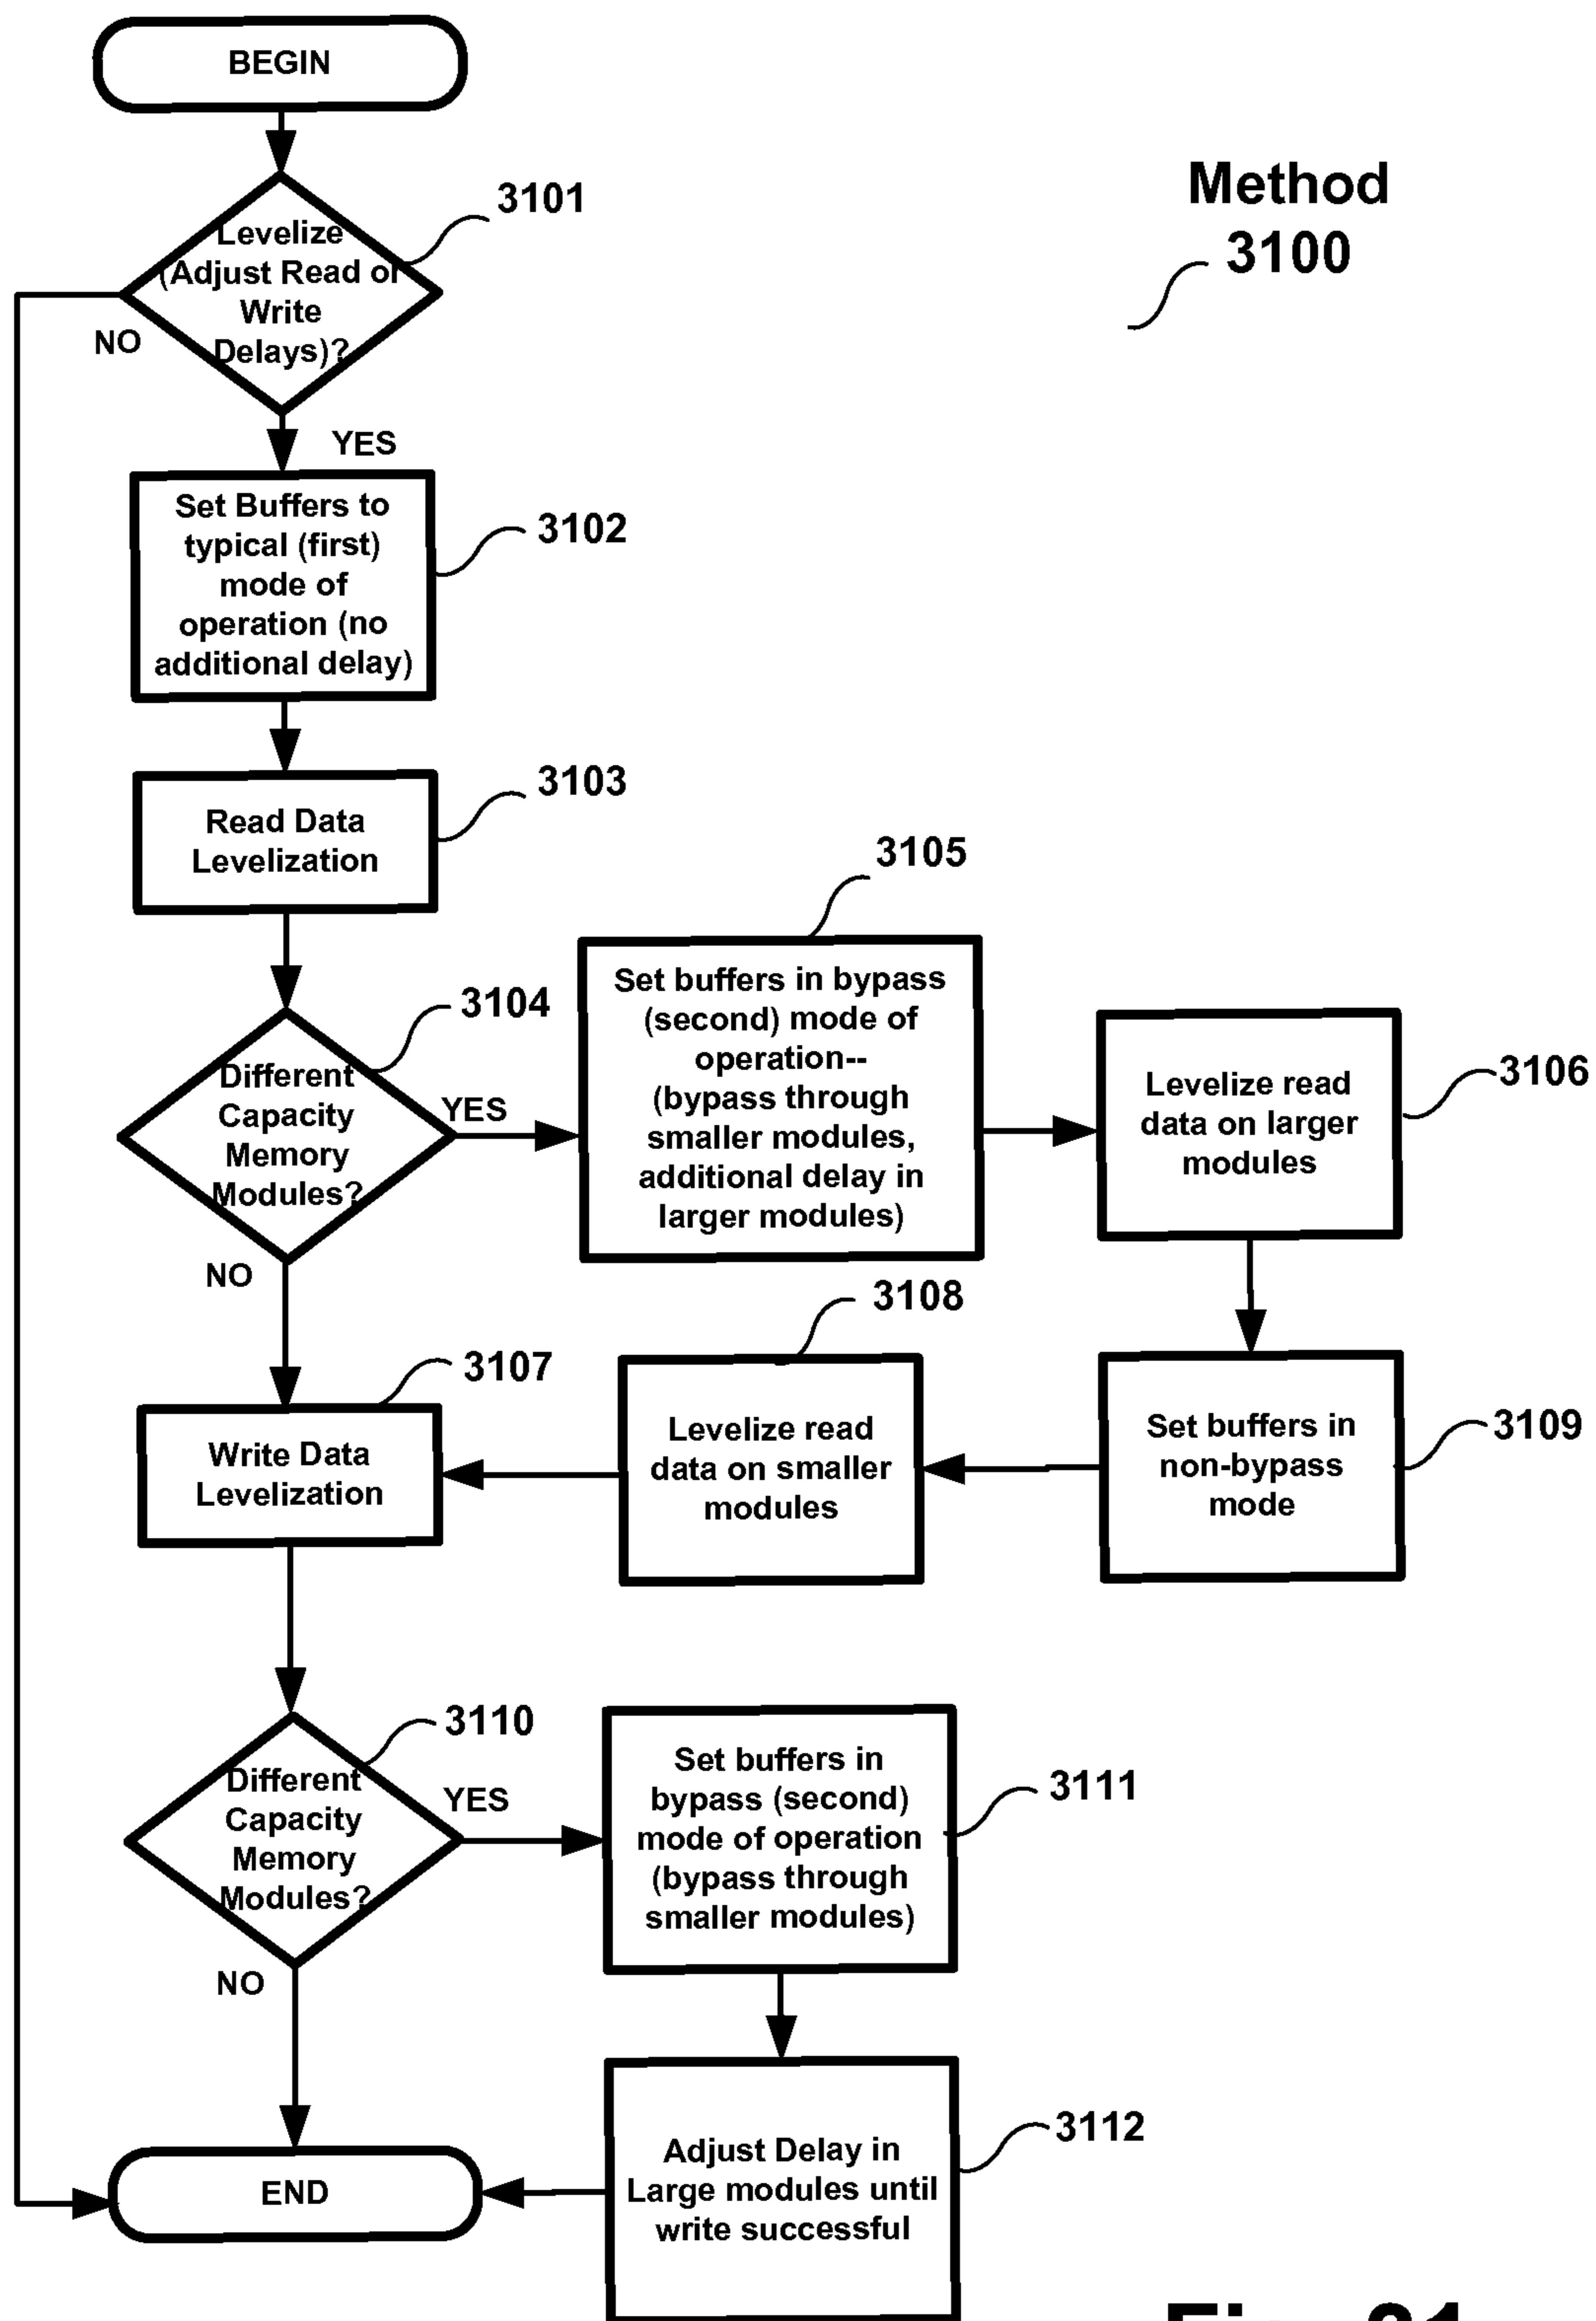 BEGIN
3101
Method
3100
Levelize
(Adjust Read or
Write
Delays)?
NO
YES
Set Buffers to
typical (first)
mode of
operation (no
additional delay)
3102
Read Data
Levelization
3103
3104
Different
Capacity
Memory
Modules?
YES
NO
3105
Set buffers in bypass
(second) mode of
operation--
(bypass through
smaller modules,
additional delay in
larger modules)
Levelize read
data on larger
modules
3106
3107
Write Data
Levelization
3108
Levelize read
data on smaller
modules
Set buffers in
non-bypass
mode
3109
3110
Different
Capacity
Memory
Modules?
YES
NO
Set buffers in
bypass (second)
mode of operation
(bypass through
smaller modules)
3111
END
Adjust Delay in
Large modules until
write successful
3112